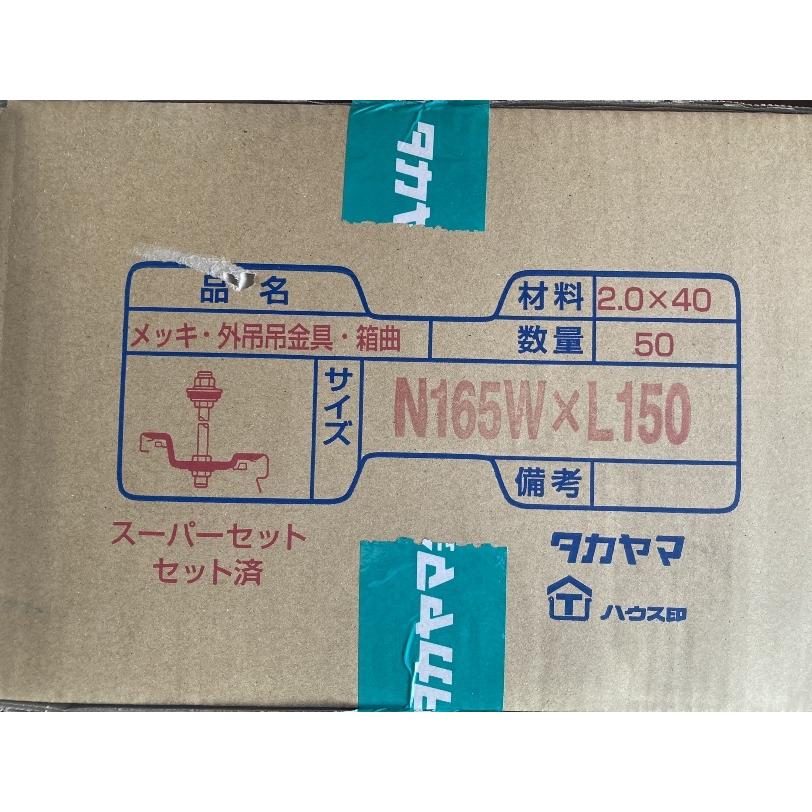 タカヤ
品名
材料 2.0×40
メッキ・外吊吊金具・箱曲
数量 50
サイズ
N165W×L150
備考
スーパーセット
セット済
タカヤマ
T ハウス印
タカヤマ